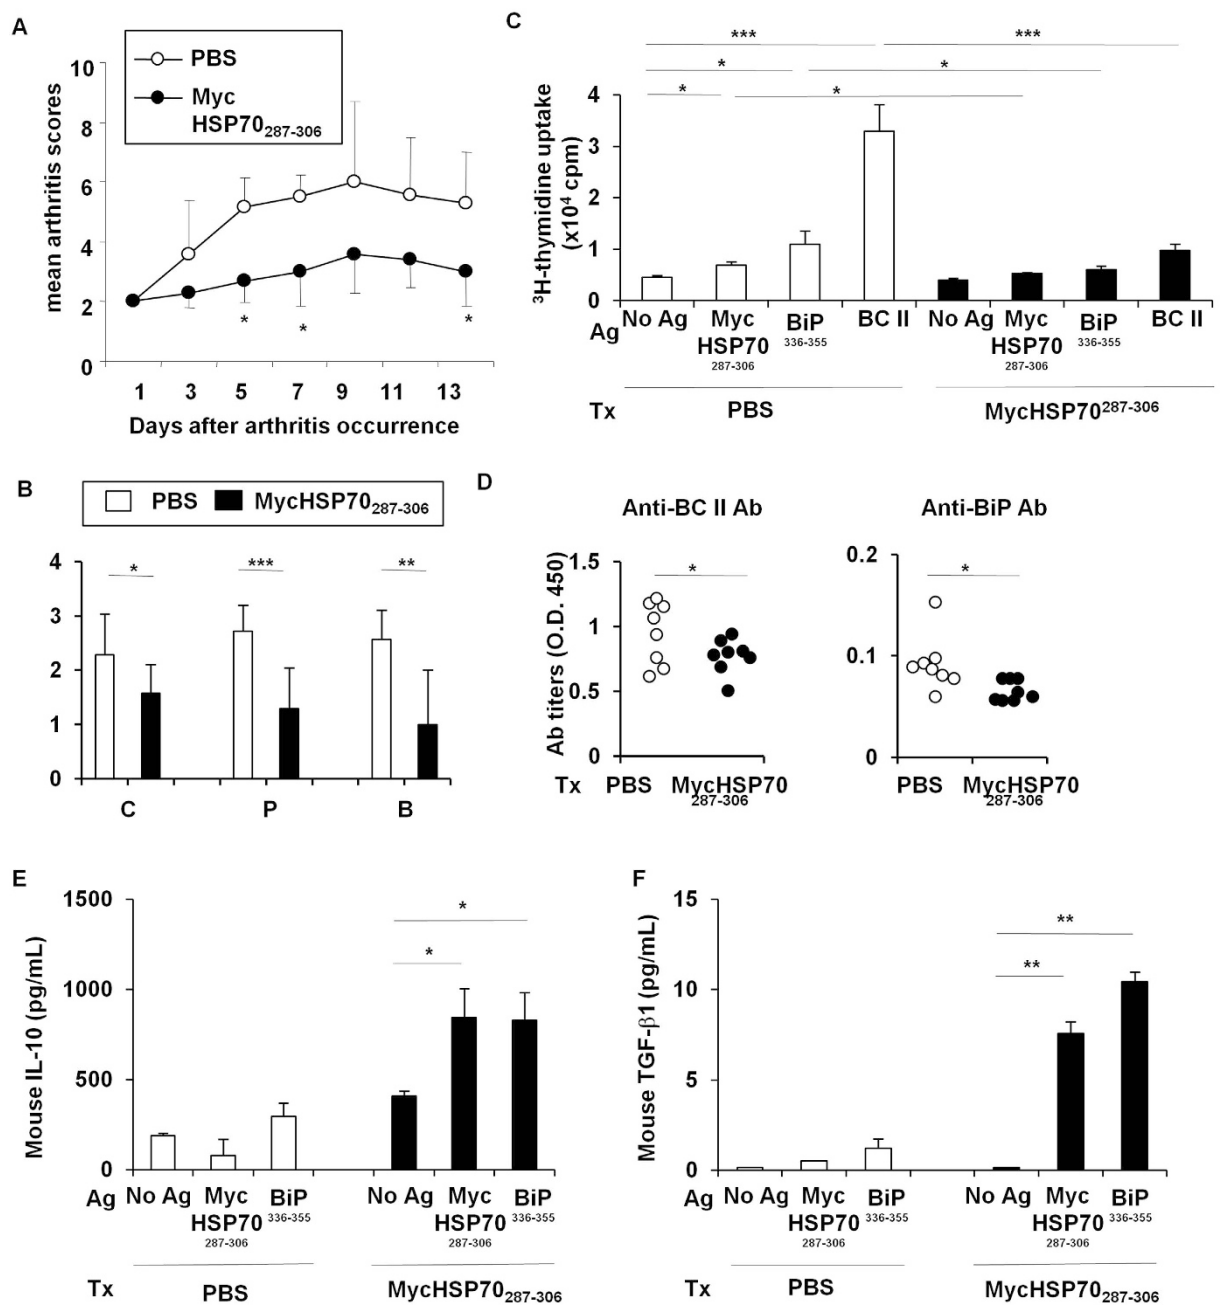 A
PBS
Myc
HSP70287-306
mean arthritis scores
10
8
6
4
2
0
* * *
1 3 5 7 9 11 13
Days after arthritis occurrence
C
*** ***
* *
* *
³H-thymidine uptake
(x10⁴ cpm)
4
3
2
1
0
Ag No Ag Myc BiP BC II No Ag Myc BiP BC II
HSP70 336-355 HSP70 336-355
287-306 287-306
Tx PBS MycHSP70287-306
B
PBS MycHSP70287-306
4
3
2
1
0
* *** **
C P B
D
Anti-BC II Ab
Ab titers (O.D. 450)
1.5
1
0.5
0
*
Tx PBS MycHSP70
287-306
Anti-BiP Ab
0.2
0.1
0
*
PBS MycHSP70
287-306
E
Mouse IL-10 (pg/mL)
1500
1000
500
0
*
*
Ag No Ag Myc BiP No Ag Myc BiP
HSP70 336-355 HSP70 336-355
287-306 287-306
Tx PBS MycHSP70287-306
F
Mouse TGF-β1 (pg/mL)
15
10
5
0
**
**
Ag No Ag Myc BiP No Ag Myc BiP
HSP70 336-355 HSP70 336-355
287-306 287-306
Tx PBS MycHSP70287-306